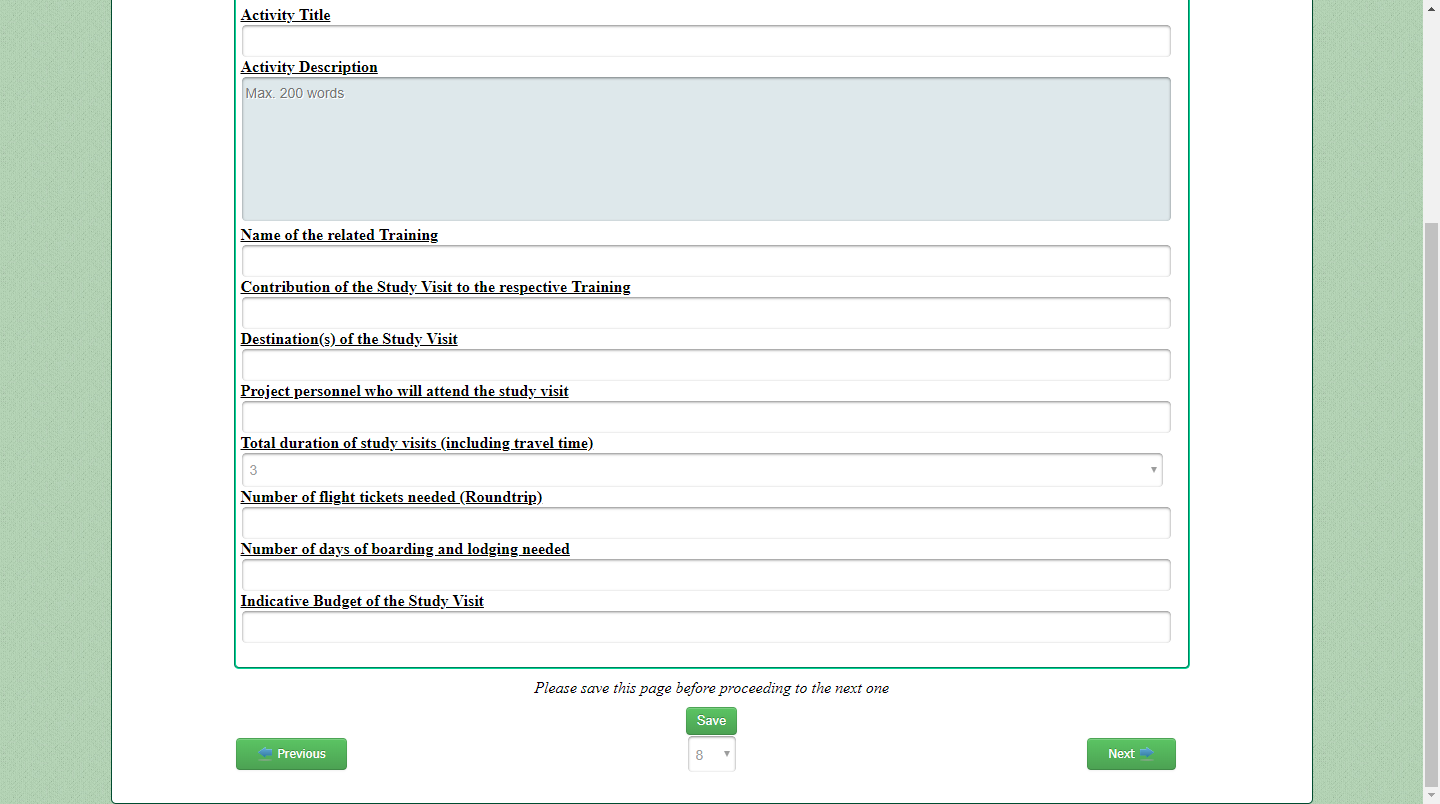 Activity Title
Activity Description
Max. 200 words
Name of the related Training
Contribution of the Study Visit to the respective Training
Destination(s) of the Study Visit
Project personnel who will attend the study visit
Total duration of study visits (including travel time)
3
Number of flight tickets needed (Roundtrip)
Number of days of boarding and lodging needed
Indicative Budget of the Study Visit
Please save this page before proceeding to the next one
Save
Previous
8
Next